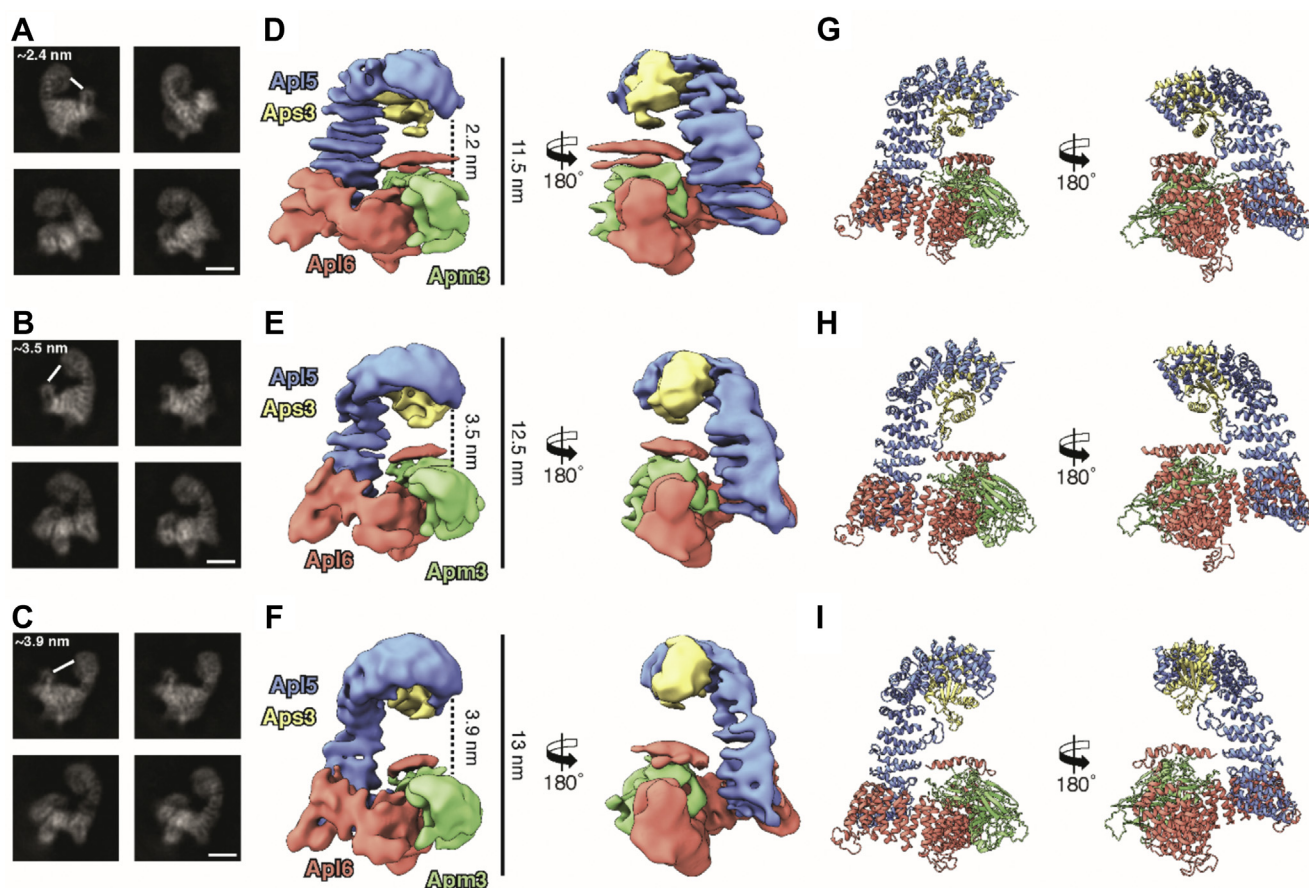 A
~2.4 nm
D
Apl5
Aps3
2.2 nm
11.5 nm
180°
Apl6
Apm3
G
180°
B
~3.5 nm
E
Apl5
Aps3
3.5 nm
12.5 nm
180°
Apl6
Apm3
H
180°
C
~3.9 nm
F
Apl5
Aps3
3.9 nm
13 nm
180°
Apl6
Apm3
I
180°